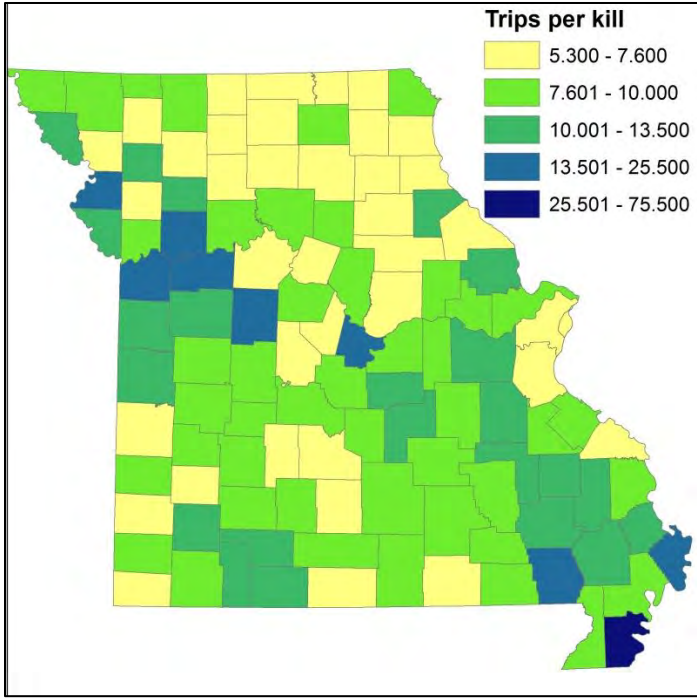 Trips per kill
5.300 - 7.600
7.601 - 10.000
10.001 - 13.500
13.501 - 25.500
25.501 - 75.500